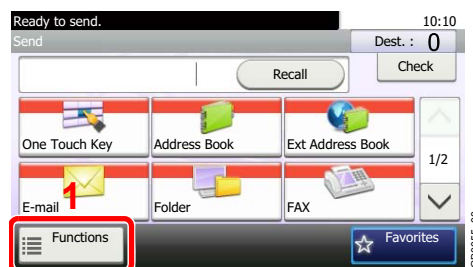 Ready to send. 10:10
Send Dest. : 0
Recall Check
One Touch Key Address Book Ext Address Book
1/2
E-mail Folder FAX
1
Functions Favorites